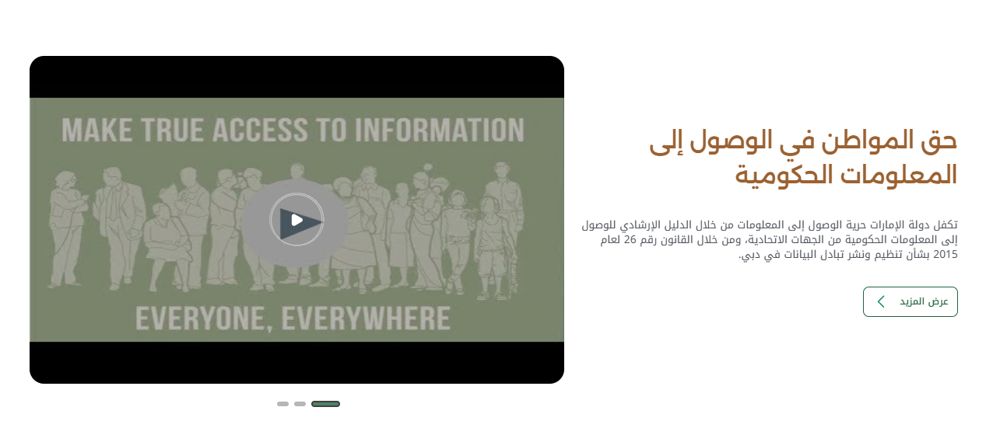 حق المواطن في الوصول إلى
المعلومات الحكومية
تكفل دولة الإمارات حرية الوصول إلى المعلومات من خلال الدليل الإرشادي للوصول
إلى المعلومات الحكومية من الجهات الاتحادية، ومن خلال القانون رقم 26 لعام
2015 بشأن تنظيم ونشر تبادل البيانات في دبي.
عرض المزيد
MAKE TRUE ACCESS TO INFORMATION
EVERYONE, EVERYWHERE